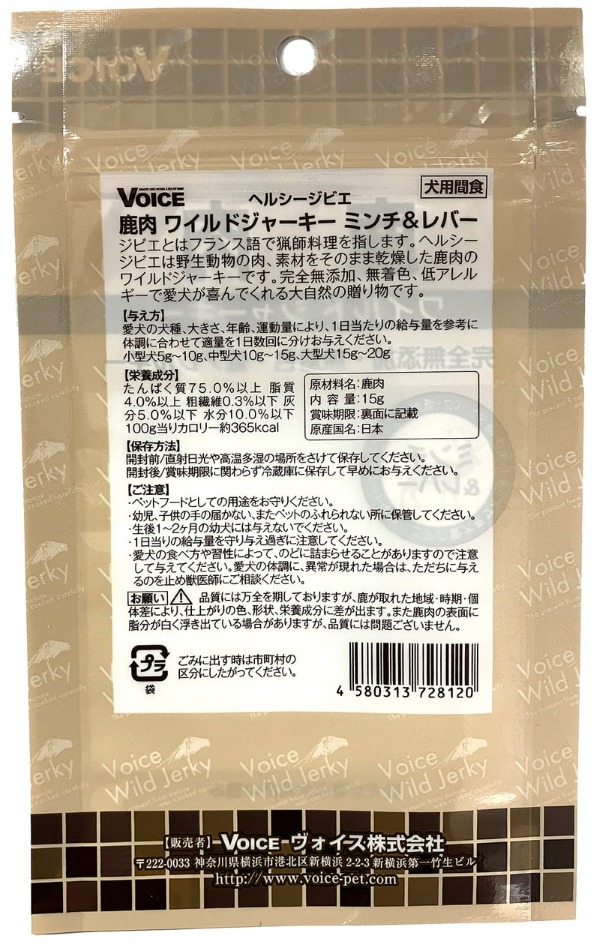 VOICE
Voice
Wild Jerky
VOICE
ヘルシージビエ
犬用間食
鹿肉 ワイルドジャーキー ミンチ&レバー
ジビエとはフランス語で猟師料理を指します。ヘルシー
ジビエは野生動物の肉、素材をそのまま乾燥した鹿肉の
ワイルドジャーキーです。完全無添加、無着色、低アレル
ギーで愛犬が喜んでくれる大自然の贈り物です。
【与え方】
愛犬の犬種、大きさ、年齢、運動量により、1日当たりの給与量を参考に
体調に合わせて適量を1日数回に分けお与えください。
小型犬5g~10g、中型犬10g~15g、大型犬15g~20g
【栄養成分】
たんぱく質75.0%以上 脂質
4.0%以上 粗繊維0.3%以下 灰
分5.0%以下 水分10.0%以下
100g当りカロリー約365kcal
原材料名:鹿肉
内 容 量:15g
賞味期限:裏面に記載
原産国名:日本
【保存方法】
開封前/直射日光や高温多湿の場所をさけて保存してください。
開封後/賞味期限に関わらず冷蔵庫に保存して早めにお与えください。
【ご注意】
・ペットフードとしての用途をお守りください。
・幼児、子供の手の届かない、またペットのふれられない所に保管してください。
・生後1~2ヶ月の幼犬には与えないでください。
・1日当りの給与量を守り与え過ぎに注意してください。
・愛犬の食べ方や習性によって、のどに詰まらせることがありますので注意
して与えてください。愛犬の体調に、異常が現れた場合は、ただちに与え
るのを止め獣医師にご相談ください。
お願い 品質には万全を期しておりますが、鹿が取れた地域・時期・個
体差により、仕上がりの色、形状、栄養成分に差が出ます。また鹿肉の表面に
脂分が白く浮き出ている場合がありますが、品質には問題ございません。
プラ
袋
ごみに出す時は市町村の
区分にしたがってください。
4 580313 728120
Voice
Wild Jerky
【販売者】 VOICE ヴォイス株式会社
〒222-0033 神奈川県横浜市港北区新横浜 2-2-3 新横浜第一竹生ビル
http://www.voice-pet.com